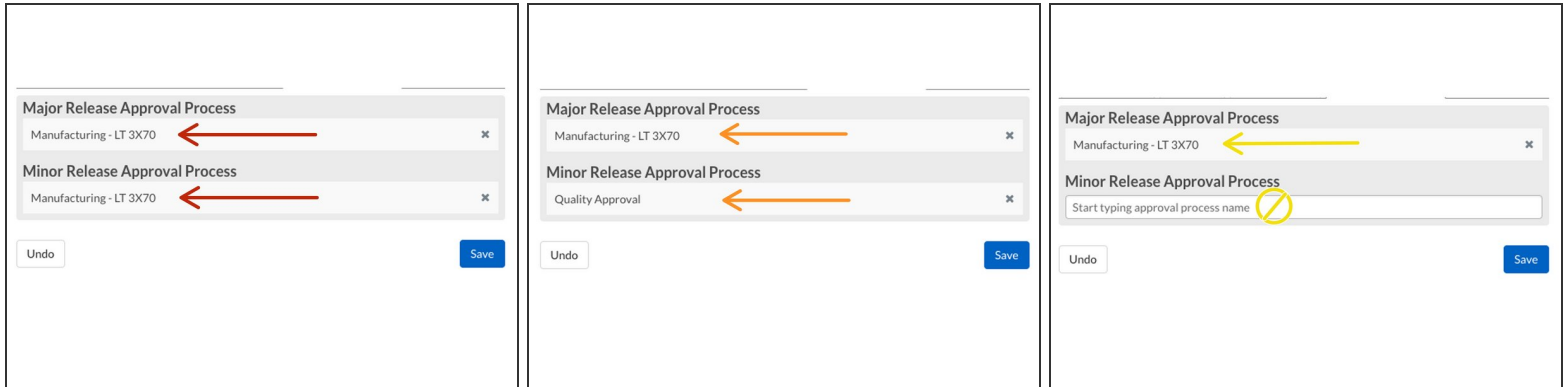 Major Release Approval Process
Manufacturing - LT 3X70
Minor Release Approval Process
Manufacturing - LT 3X70
Undo
Save
Major Release Approval Process
Manufacturing - LT 3X70
Minor Release Approval Process
Quality Approval
Undo
Save
Major Release Approval Process
Manufacturing - LT 3X70
Minor Release Approval Process
Start typing approval process name
Undo
Save